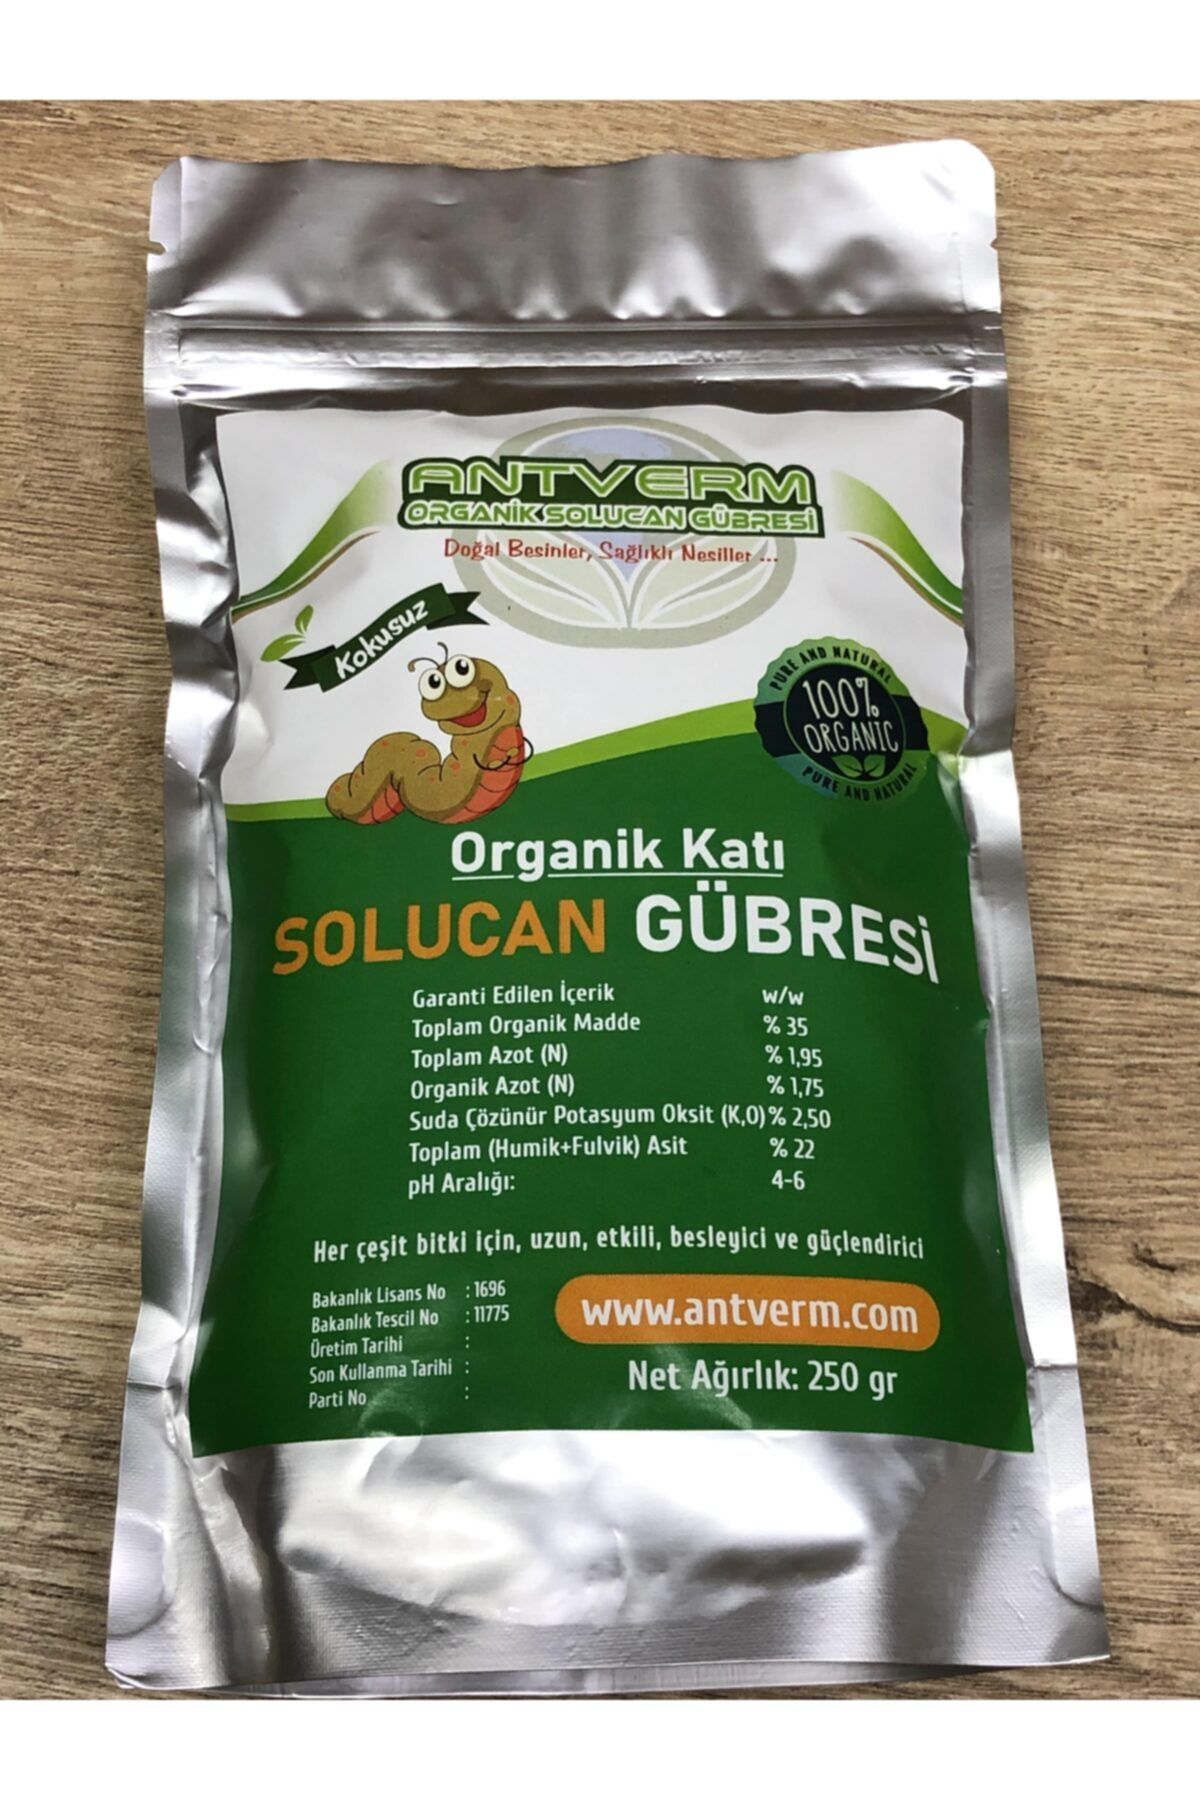 ANTVERM
ORGANİK SOLUCAN GÜBRESİ
Doğal Besinler, Sağlıklı Nesiller ...
Kokusuz
PURE AND NATURAL
100%
ORGANIC
PURE AND NATURAL
Organik Katı
SOLUCAN GÜBRESİ
Garanti Edilen İçerik w/w
Toplam Organik Madde % 35
Toplam Azot (N) % 1,95
Organik Azot (N) % 1,75
Suda Çözünür Potasyum Oksit (K,O) % 2,50
Toplam (Humik+Fulvik) Asit % 22
pH Aralığı: 4-6
Her çeşit bitki için, uzun, etkili, besleyici ve güçlendirici
Bakanlık Lisans No : 1696
Bakanlık Tescil No : 11775
Üretim Tarihi :
Son Kullanma Tarihi :
Parti No :
www.antverm.com
Net Ağırlık: 250 gr